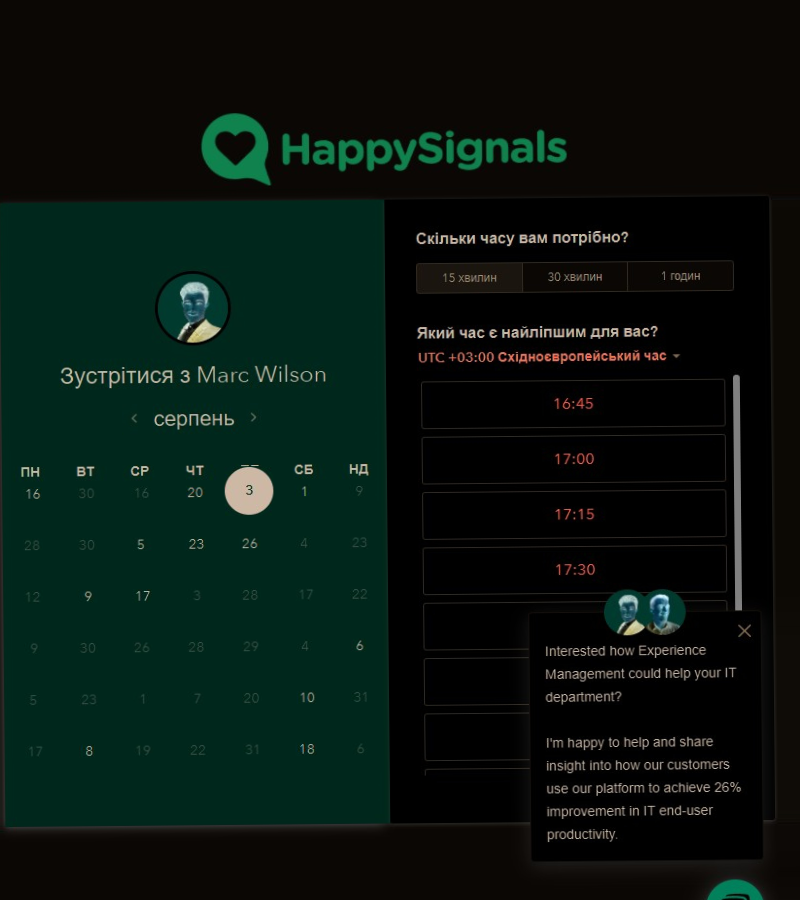 HappySignals
Зустрітися з Marc Wilson
серпень
ПН ВТ СР ЧТ СБ НД
16 30 16 20 3 1 9
28 30 5 23 26 4 23
12 9 17 3 28 17 22
9 30 26 28 29 4 6
5 23 1 7 20 10 31
17 8 19 22 31 18 6
Скільки часу вам потрібно?
15 хвилин 30 хвилин 1 годин
Який час є найліпшим для вас?
UTC +03:00 Східноєвропейський час
16:45
17:00
17:15
17:30
Interested how Experience
Management could help your IT
department?
I'm happy to help and share
insight into how our customers
use our platform to achieve 26%
improvement in IT end-user
productivity.